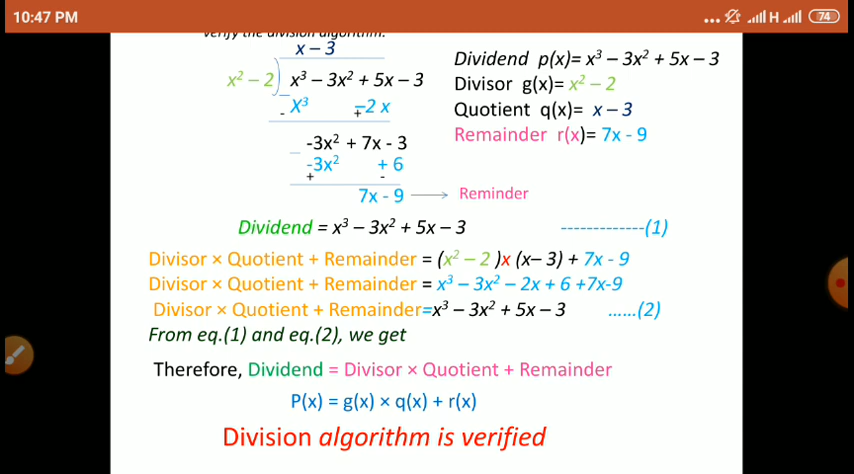 10:47 PM ... H 74
verify the division algorithm.
x – 3
x² – 2 x³ – 3x² + 5x – 3
- x³ + –2 x
-3x² + 7x - 3
-3x² + 6
+ -
7x - 9 → Reminder
Dividend p(x)= x³ – 3x² + 5x – 3
Divisor g(x)= x² – 2
Quotient q(x)= x – 3
Remainder r(x)= 7x - 9
Dividend = x³ – 3x² + 5x – 3 -------------(1)
Divisor × Quotient + Remainder = (x² – 2 )x (x– 3) + 7x - 9
Divisor × Quotient + Remainder = x³ – 3x² – 2x + 6 +7x-9
Divisor × Quotient + Remainder=x³ – 3x² + 5x – 3 ......(2)
From eq.(1) and eq.(2), we get
Therefore, Dividend = Divisor × Quotient + Remainder
P(x) = g(x) × q(x) + r(x)
Division algorithm is verified